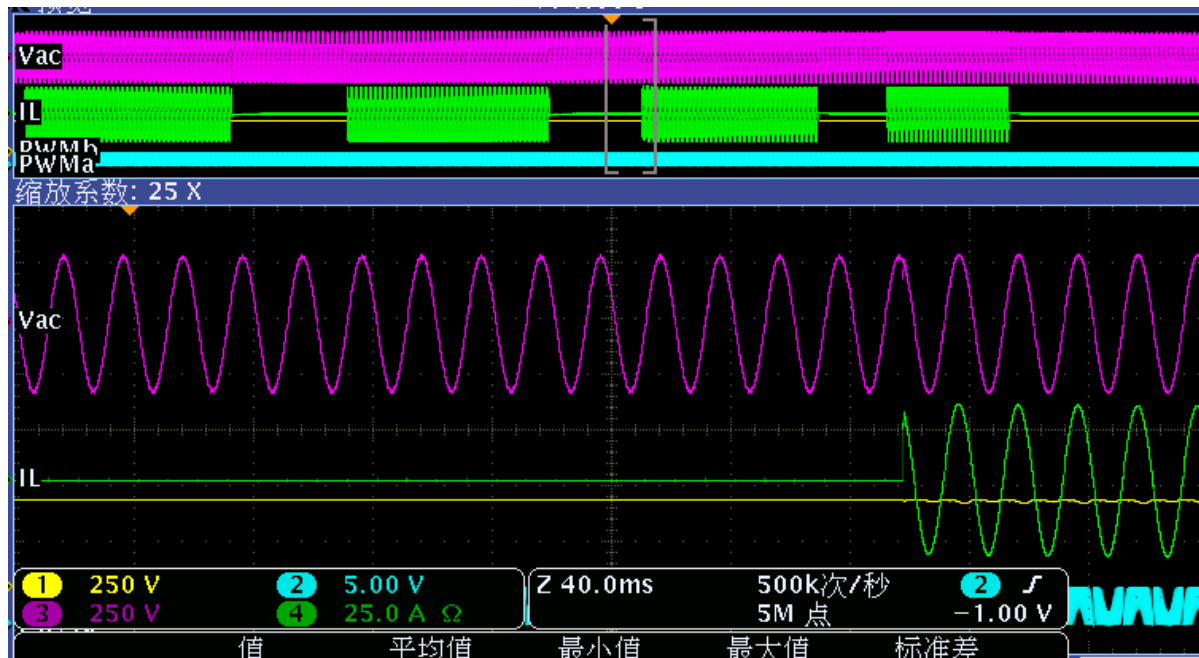 Vac
IL
PWMb
PWMa
缩放系数: 25 X
Vac
IL
1 250 V 2 5.00 V Z 40.0ms 500k次/秒 2
3 250 V 4 25.0 A Ω 5M 点 −1.00 V
值 平均值 最小值 最大值 标准差